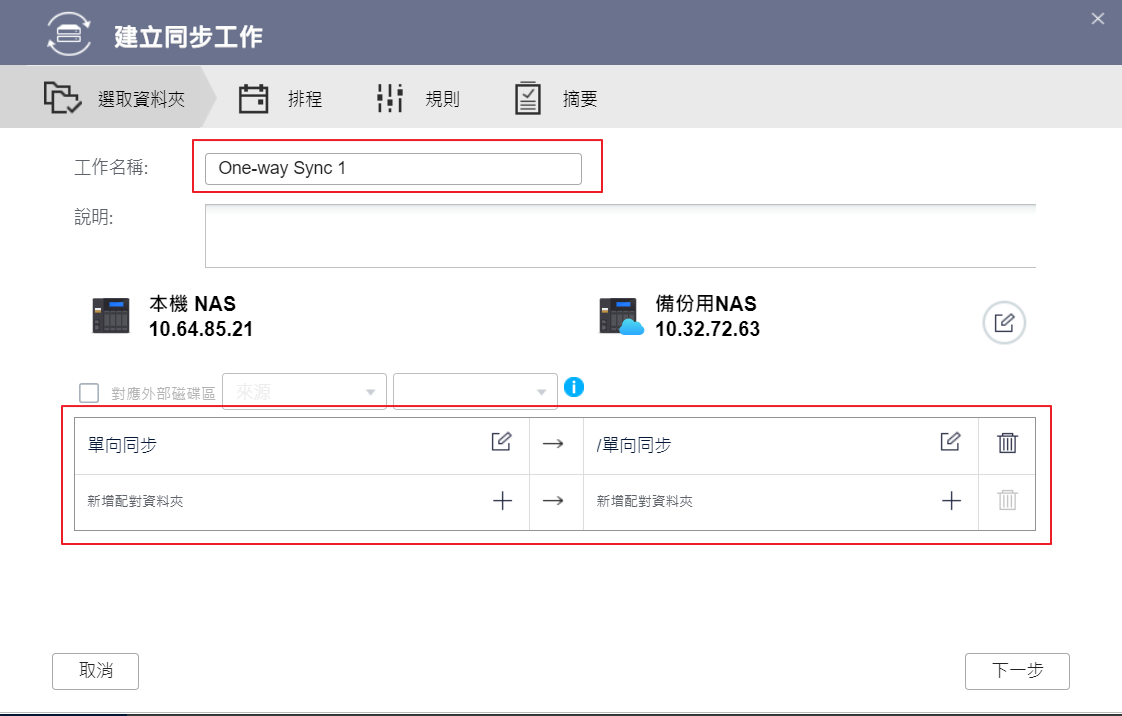 建立同步工作
選取資料夾 排程 規則 摘要
工作名稱: One-way Sync 1
說明:
本機 NAS 備份用NAS
10.64.85.21 10.32.72.63
對應外部磁碟區 來源
單向同步 → /單向同步
新增配對資料夾 → 新增配對資料夾
取消 下一步